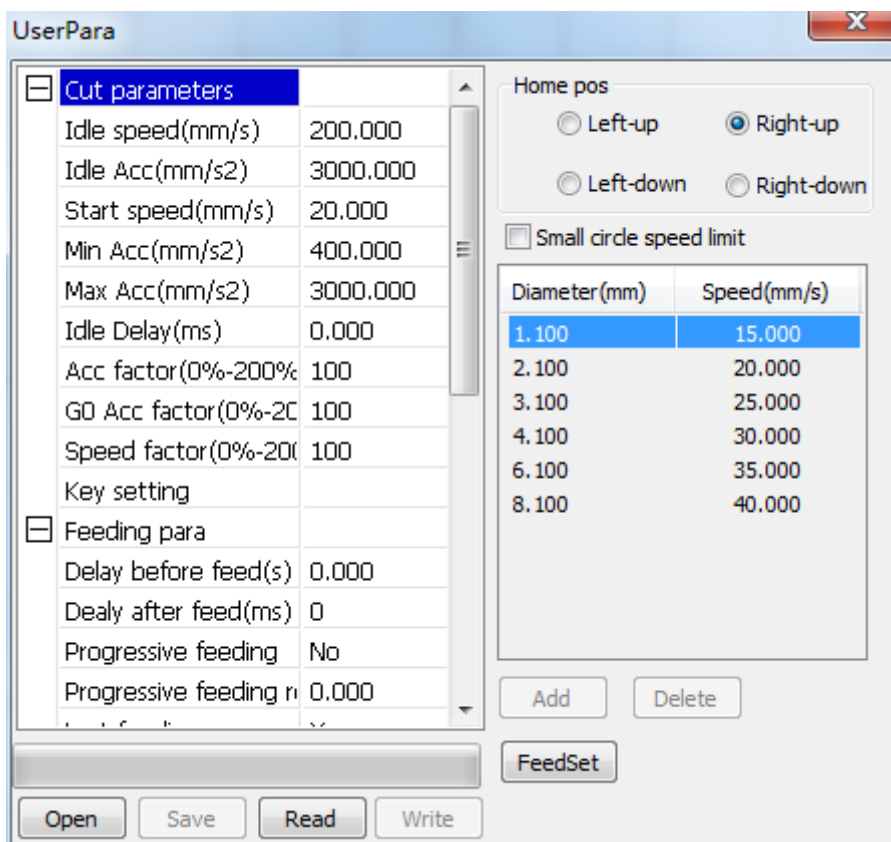 UserPara
Cut parameters
Idle speed(mm/s) 200.000
Idle Acc(mm/s2) 3000.000
Start speed(mm/s) 20.000
Min Acc(mm/s2) 400.000
Max Acc(mm/s2) 3000.000
Idle Delay(ms) 0.000
Acc factor(0%-200% 100
G0 Acc factor(0%-20 100
Speed factor(0%-200 100
Key setting
Feeding para
Delay before feed(s) 0.000
Dealy after feed(ms) 0
Progressive feeding No
Progressive feeding 0.000
Open Save Read Write
Home pos
Left-up Right-up
Left-down Right-down
Small circle speed limit
Diameter(mm) Speed(mm/s)
1.100 15.000
2.100 20.000
3.100 25.000
4.100 30.000
6.100 35.000
8.100 40.000
Add Delete
FeedSet